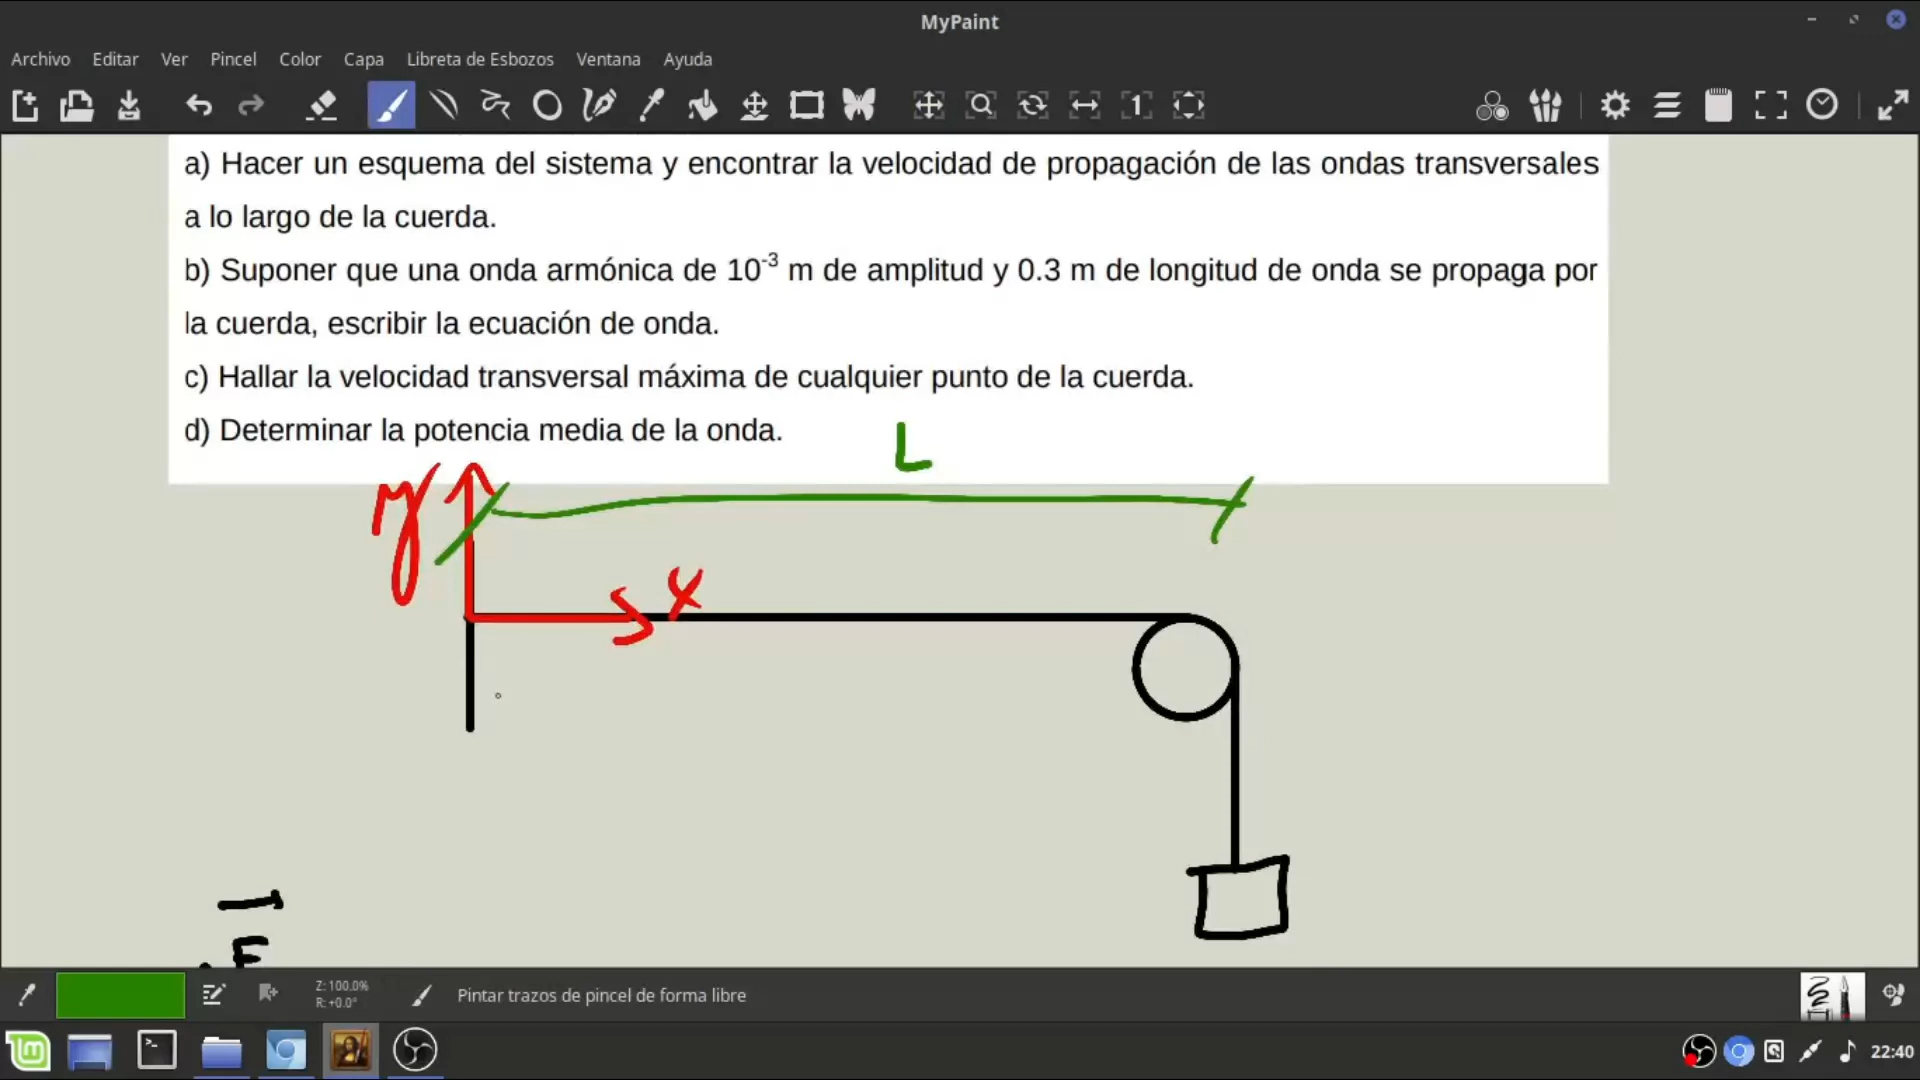 MyPaint
Archivo Editar Ver Pincel Color Capa Libreta de Esbozos Ventana Ayuda
a) Hacer un esquema del sistema y encontrar la velocidad de propagación de las ondas transversales
a lo largo de la cuerda.
b) Suponer que una onda armónica de 10⁻³ m de amplitud y 0.3 m de longitud de onda se propaga por
la cuerda, escribir la ecuación de onda.
c) Hallar la velocidad transversal máxima de cualquier punto de la cuerda.
d) Determinar la potencia media de la onda.
L
y
x
F
Z: 100.0%
R: +0.0°
Pintar trazos de pincel de forma libre
22:40